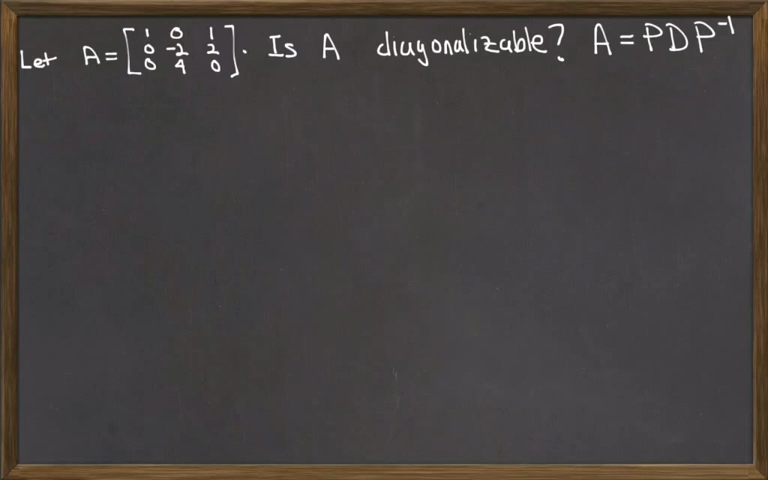 Let A = [1 0 1; 0 -2 2; 0 4 0]. Is A diagonalizable? A = PDP⁻¹